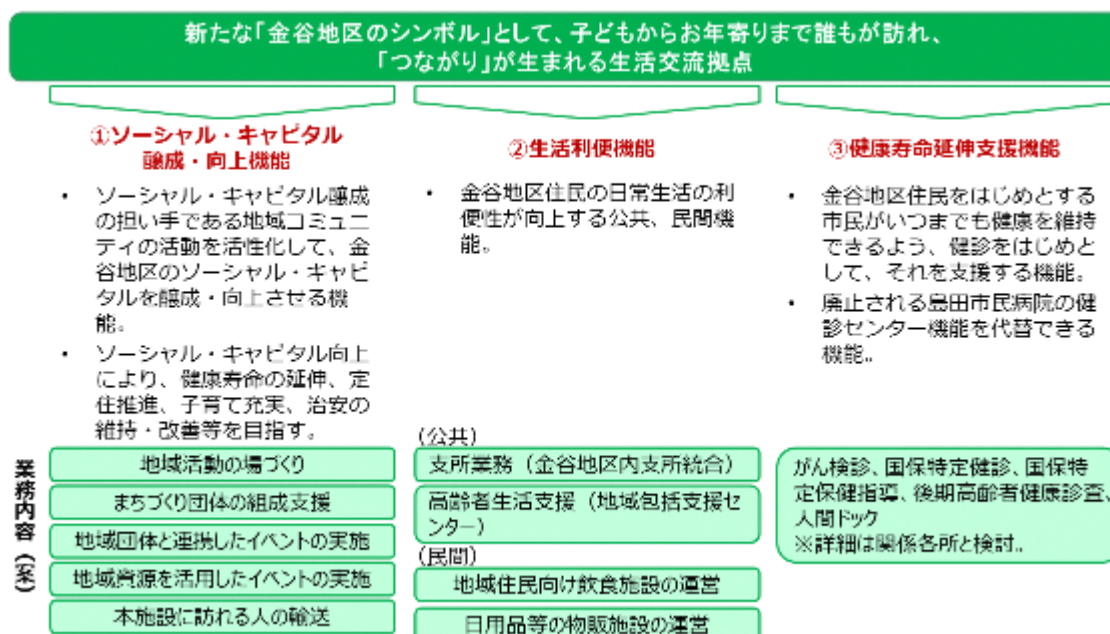 新たな「金谷地区のシンボル」として、子どもからお年寄りまで誰もが訪れ、
「つながり」が生まれる生活交流拠点
①ソーシャル・キャピタル
醸成・向上機能
・ ソーシャル・キャピタル醸成
の担い手である地域コミュニ
ティの活動を活性化して、金
谷地区のソーシャル・キャピ
タルを醸成・向上させる機
能。
・ ソーシャル・キャピタル向上
により、健康寿命の延伸、定
住推進、子育て充実、治安の
維持・改善等を目指す。
②生活利便機能
・ 金谷地区住民の日常生活の利
便性が向上する公共、民間機
能。
③健康寿命延伸支援機能
・ 金谷地区住民をはじめとする
市民がいつまでも健康を維持
できるよう、健診をはじめと
して、それを支援する機能。
・ 廃止される島田市民病院の健
診センター機能を代替できる
機能..
業務内容(案)
地域活動の場づくり
まちづくり団体の組成支援
地域団体と連携したイベントの実施
地域資源を活用したイベントの実施
本施設に訪れる人の輸送
(公共)
支所業務(金谷地区内支所統合)
高齢者生活支援(地域包括支援セ
ンター)
(民間)
地域住民向け飲食施設の運営
日用品等の物販施設の運営
がん検診、国保特定健診、国保特
定保健指導、後期高齢者健康診査、
人間ドック
※詳細は関係各所と検討..